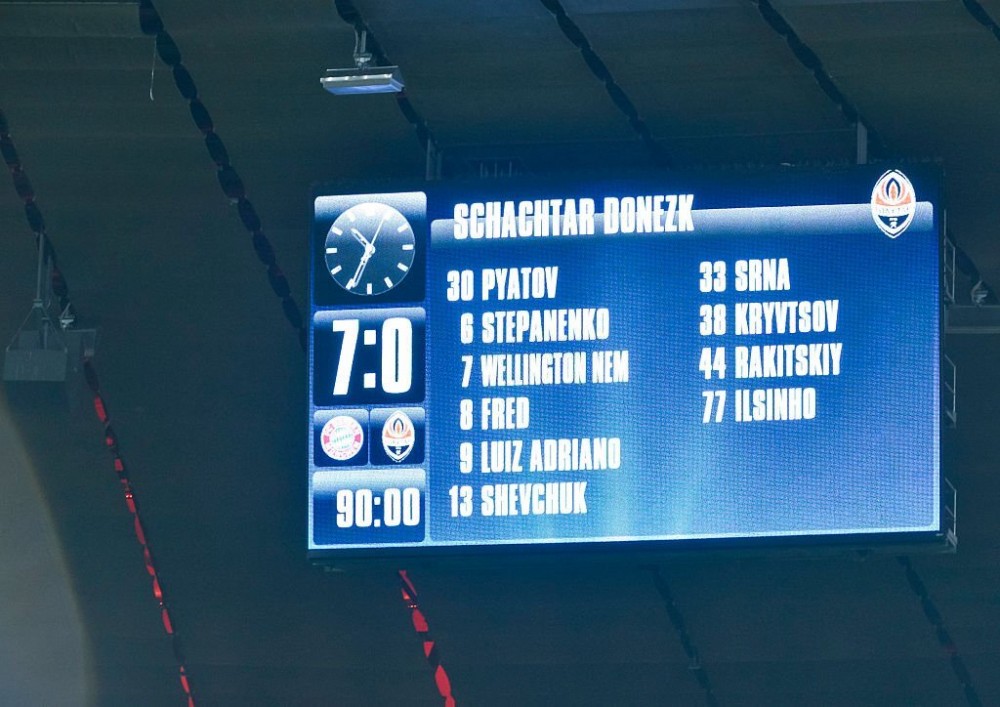 SCHACHTAR DONEZK
7:0
90:00
30 PYATOV
6 STEPANENKO
7 WELLINGTON NEM
8 FRED
9 LUIZ ADRIANO
13 SHEVCHUK
33 SRNA
38 KRYVTSOV
44 RAKITSKIY
77 ILSINHO